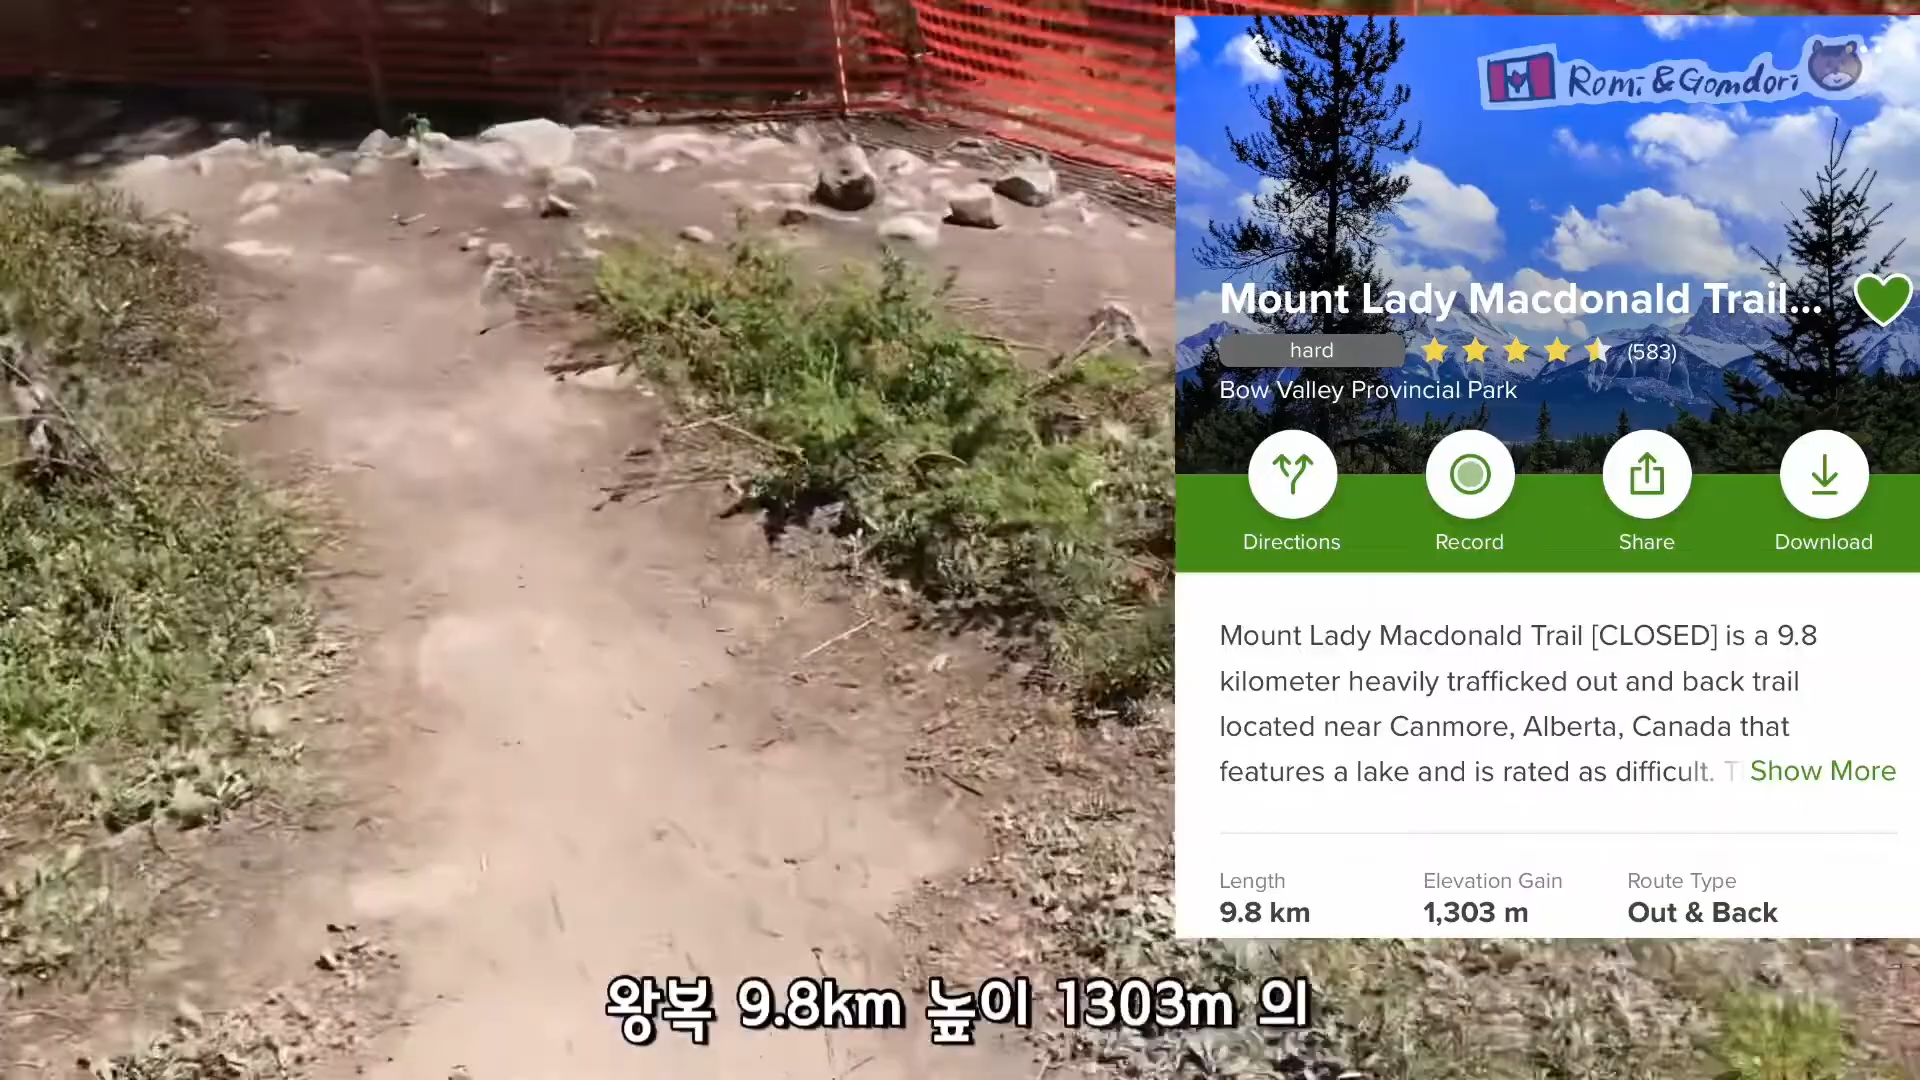 Romi & Gomdori
Mount Lady Macdonald Trail...
hard
(583)
Bow Valley Provincial Park
Directions
Record
Share
Download
Mount Lady Macdonald Trail [CLOSED] is a 9.8
kilometer heavily trafficked out and back trail
located near Canmore, Alberta, Canada that
features a lake and is rated as difficult. Show More
Length
Elevation Gain
Route Type
9.8 km
1,303 m
Out & Back
왕복 9.8km 높이 1303m 의